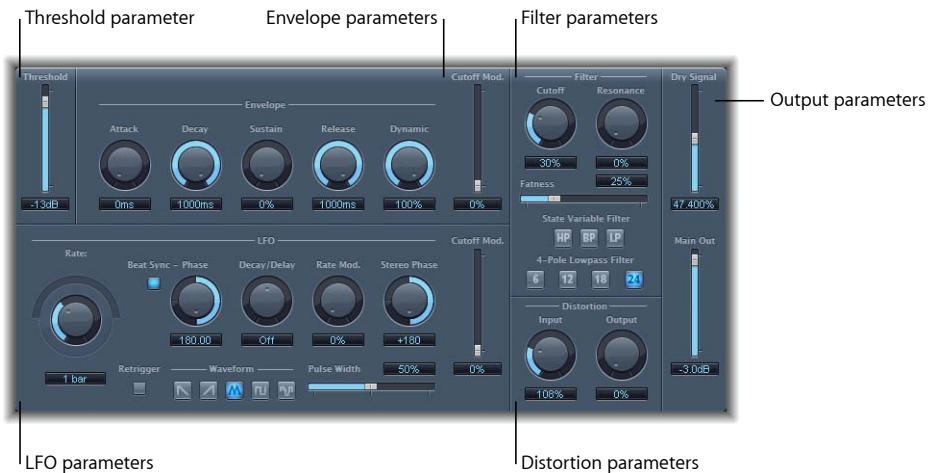 Threshold parameter
Envelope parameters
Filter parameters
Threshold
Envelope
Attack
Decay
Sustain
Release
Dynamic
-13dB
0ms
1000ms
0%
1000ms
100%
Cutoff Mod.
0%
Filter
Cutoff
Resonance
30%
0%
Fatness
25%
State Variable Filter
HP
BP
LP
4-Pole Lowpass Filter
6
12
18
24
Dry Signal
47.400%
Output parameters
LFO
Rate:
Beat Sync – Phase
Decay/Delay
Rate Mod.
Stereo Phase
180.00
Off
0%
+180
1 bar
Retrigger
Waveform
Pulse Width
50%
Cutoff Mod.
0%
Distortion
Input
Output
108%
0%
Main Out
-3.0dB
LFO parameters
Distortion parameters